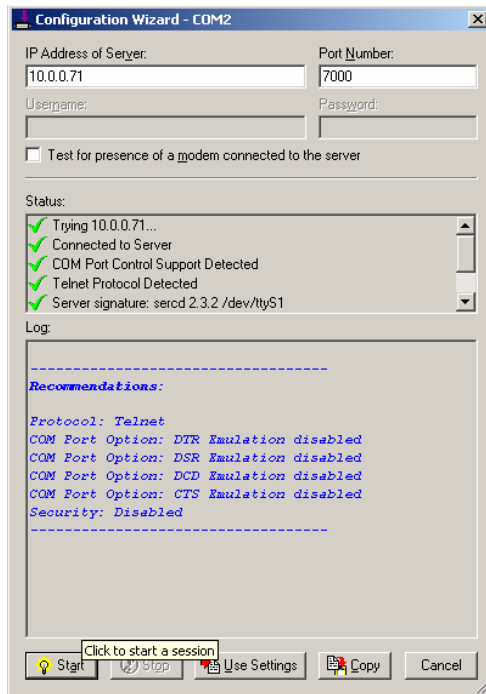 Configuration Wizard - COM2
IP Address of Server: Port Number:
10.0.0.71 7000
Username: Password:
Test for presence of a modem connected to the server
Status:
Trying 10.0.0.71...
Connected to Server
COM Port Control Support Detected
Telnet Protocol Detected
Server signature: sercd 2.3.2 /dev/ttyS1
Log:
-----------------------------------
Recommendations:
Protocol: Telnet
COM Port Option: DTR Emulation disabled
COM Port Option: DSR Emulation disabled
COM Port Option: DCD Emulation disabled
COM Port Option: CTS Emulation disabled
Security: Disabled
-----------------------------------
Click to start a session
Start Stop Use Settings Copy Cancel